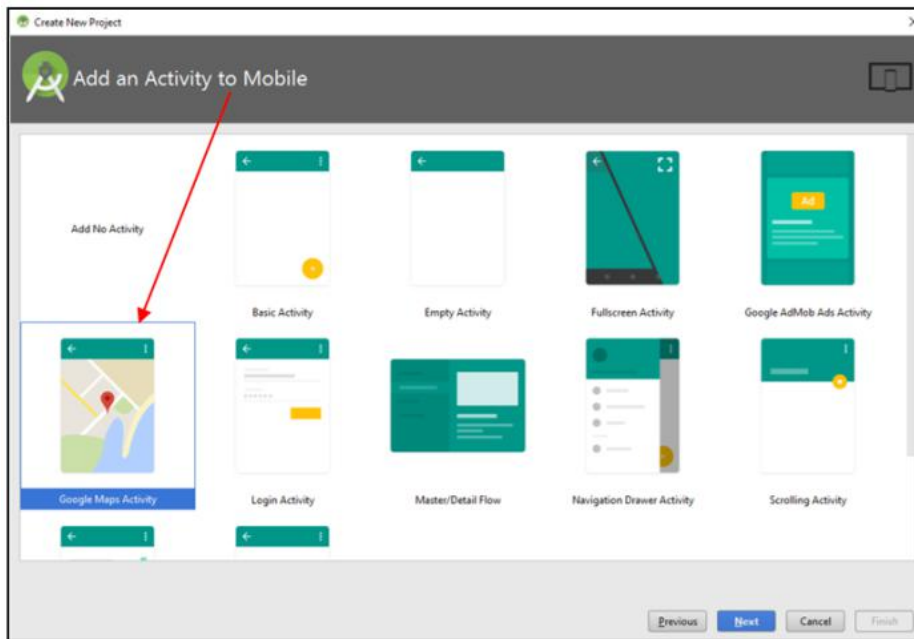 Create New Project
Add an Activity to Mobile
Add No Activity
Basic Activity
Empty Activity
Fullscreen Activity
Ad
Google AdMob Ads Activity
Google Maps Activity
Login Activity
Master/Detail Flow
Navigation Drawer Activity
Scrolling Activity
Previous
Next
Cancel
Finish